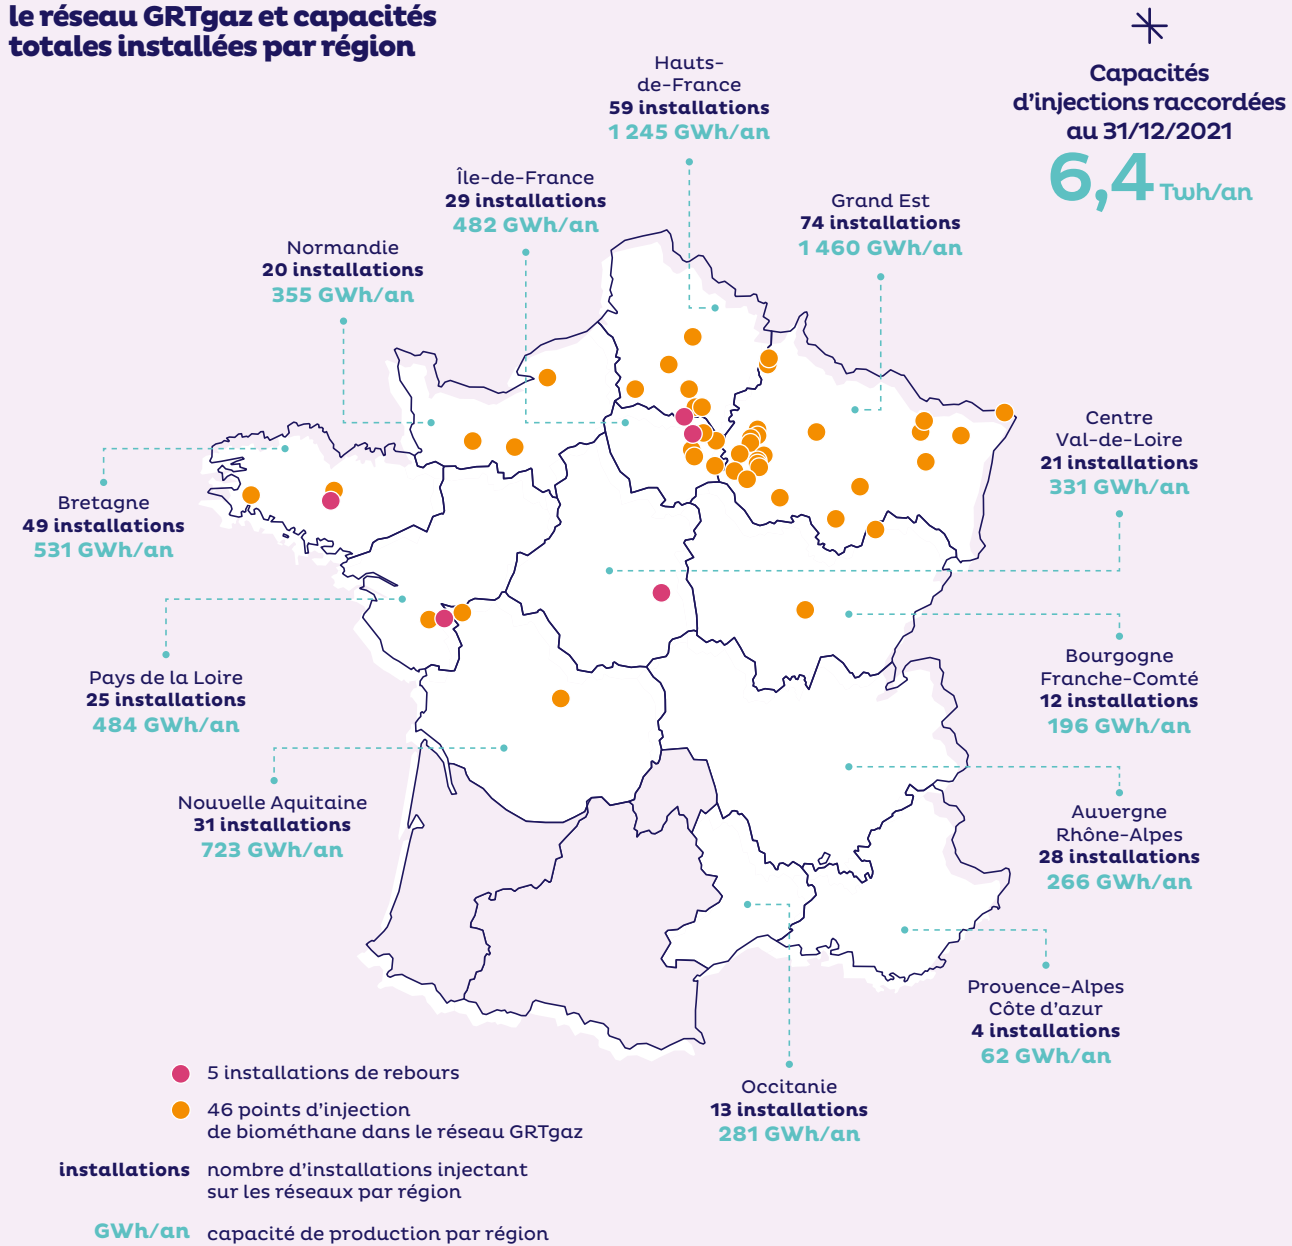 le réseau GRTgaz et capacités
totales installées par région
Capacités
d'injections raccordées
au 31/12/2021
6,4 Twh/an
Hauts-
de-France
59 installations
1 245 GWh/an
Île-de-France
29 installations
482 GWh/an
Grand Est
74 installations
1 460 GWh/an
Normandie
20 installations
355 GWh/an
Centre
Val-de-Loire
21 installations
331 GWh/an
Bretagne
49 installations
531 GWh/an
Pays de la Loire
25 installations
484 GWh/an
Bourgogne
Franche-Comté
12 installations
196 GWh/an
Nouvelle Aquitaine
31 installations
723 GWh/an
Auvergne
Rhône-Alpes
28 installations
266 GWh/an
Provence-Alpes
Côte d'azur
4 installations
62 GWh/an
Occitanie
13 installations
281 GWh/an
5 installations de rebours
46 points d'injection
de biométhane dans le réseau GRTgaz
installations nombre d'installations injectant
sur les réseaux par région
GWh/an capacité de production par région